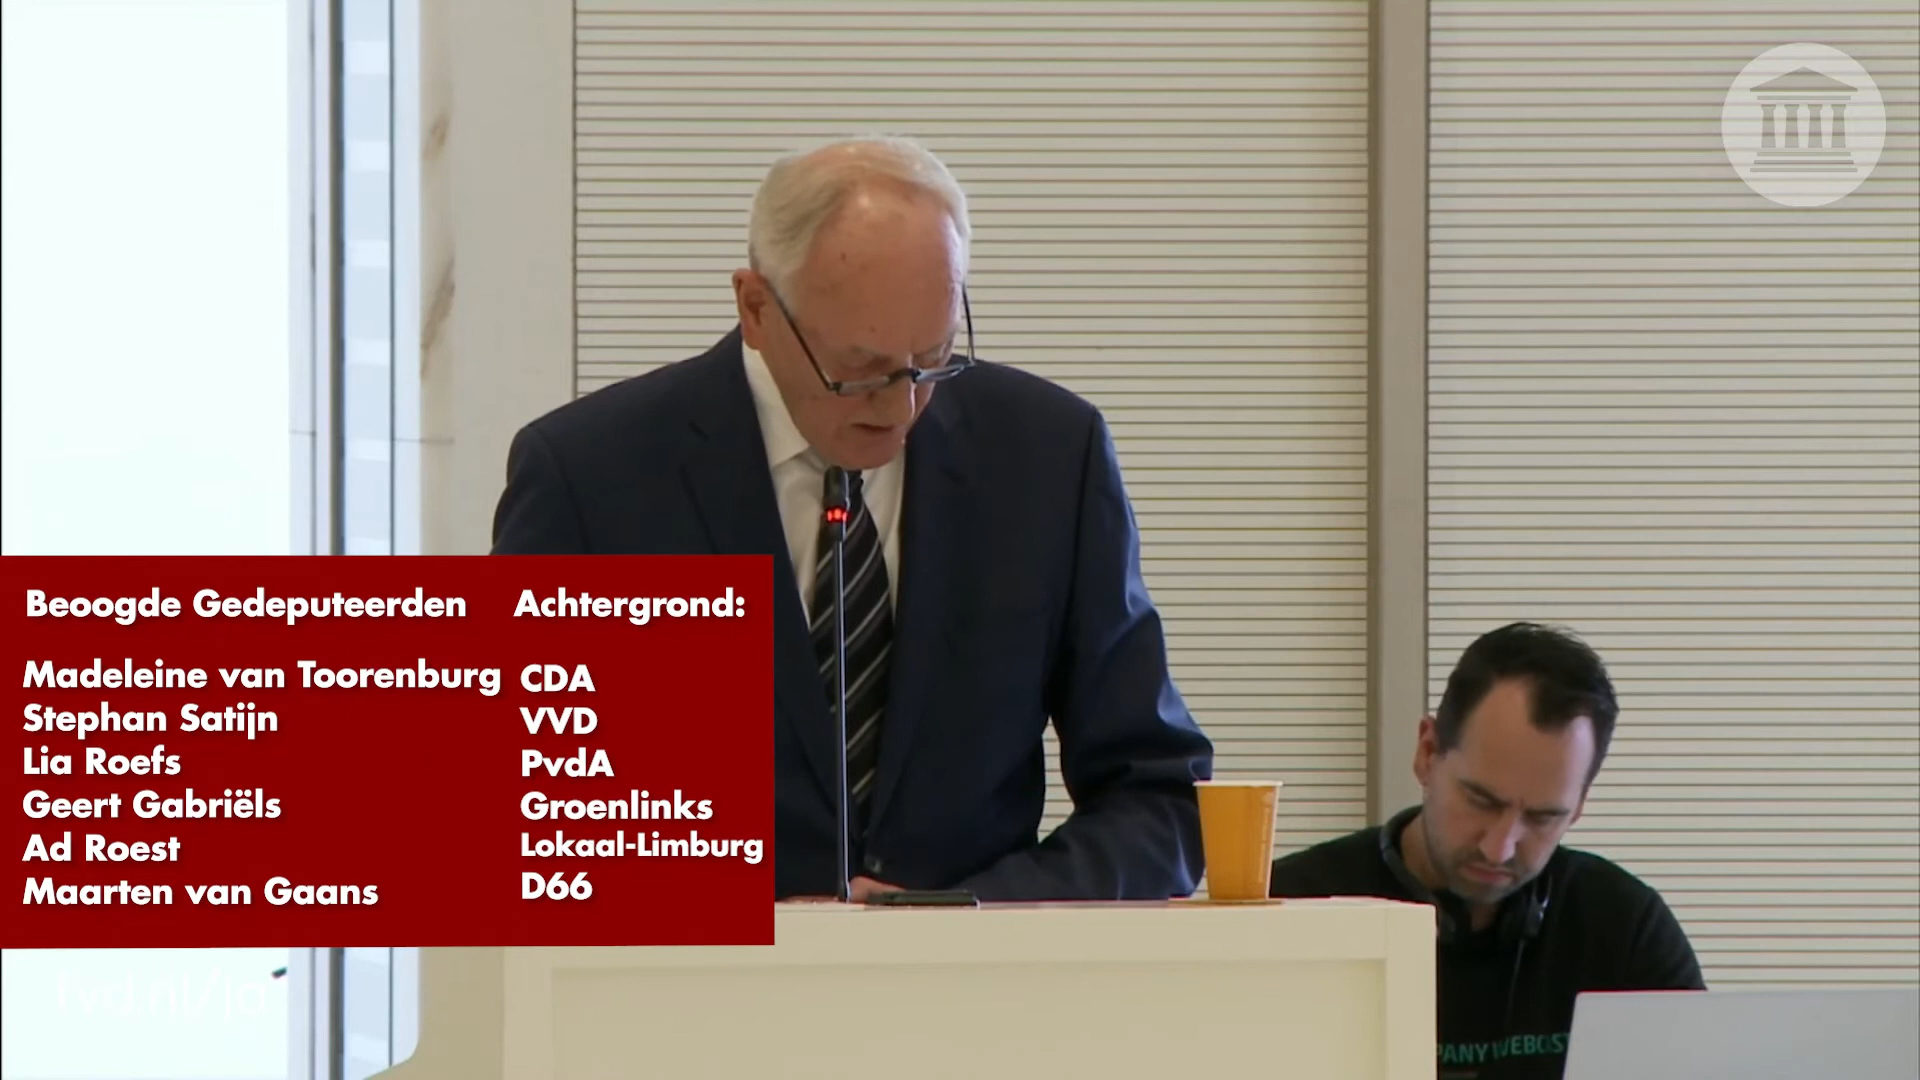 Beoogde Gedeputeerden Achtergrond:
Madeleine van Toorenburg CDA
Stephan Satijn VVD
Lia Roefs PvdA
Geert Gabriëls Groenlinks
Ad Roest Lokaal-Limburg
Maarten van Gaans D66